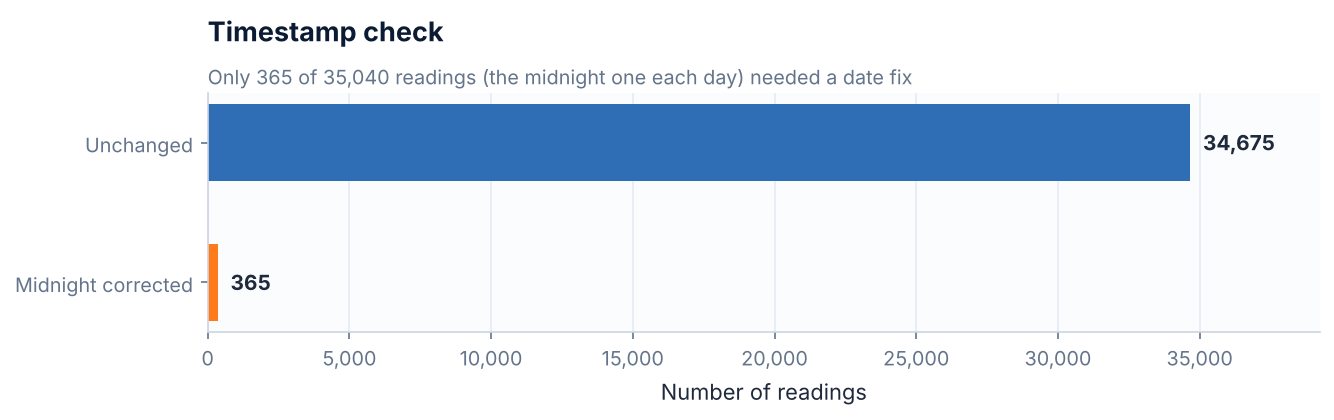 Timestamp check
Only 365 of 35,040 readings (the midnight one each day) needed a date fix
Unchanged
34,675
Midnight corrected
365
0 5,000 10,000 15,000 20,000 25,000 30,000 35,000
Number of readings